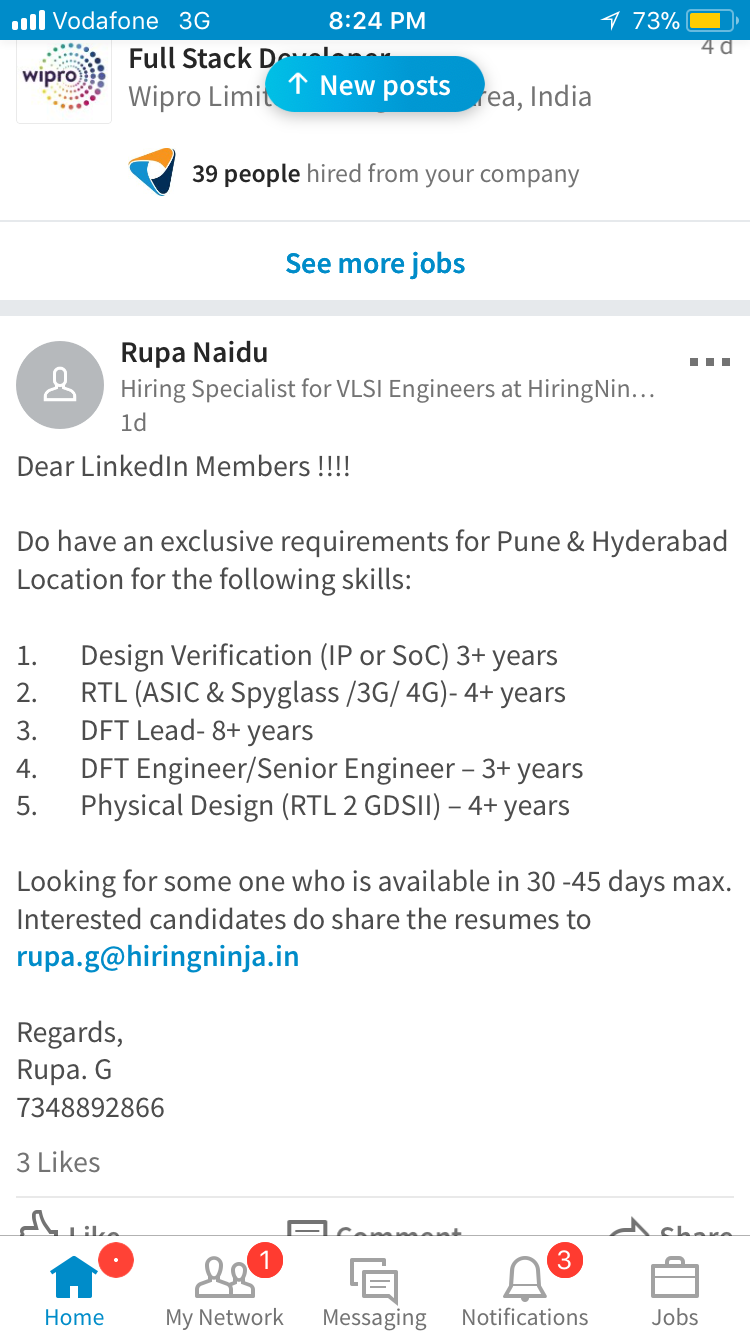 Vodafone 3G 8:24 PM 73%
wipro
Full Stack Developer
4 d
↑ New posts
Wipro Limit rea, India
39 people hired from your company
See more jobs
Rupa Naidu
Hiring Specialist for VLSI Engineers at HiringNin...
1d
Dear LinkedIn Members !!!!
Do have an exclusive requirements for Pune & Hyderabad
Location for the following skills:
1. Design Verification (IP or SoC) 3+ years
2. RTL (ASIC & Spyglass /3G/ 4G)- 4+ years
3. DFT Lead- 8+ years
4. DFT Engineer/Senior Engineer – 3+ years
5. Physical Design (RTL 2 GDSII) – 4+ years
Looking for some one who is available in 30 -45 days max.
Interested candidates do share the resumes to
rupa.g@hiringninja.in
Regards,
Rupa. G
7348892866
3 Likes
Like Comment Share
1 3
Home My Network Messaging Notifications Jobs